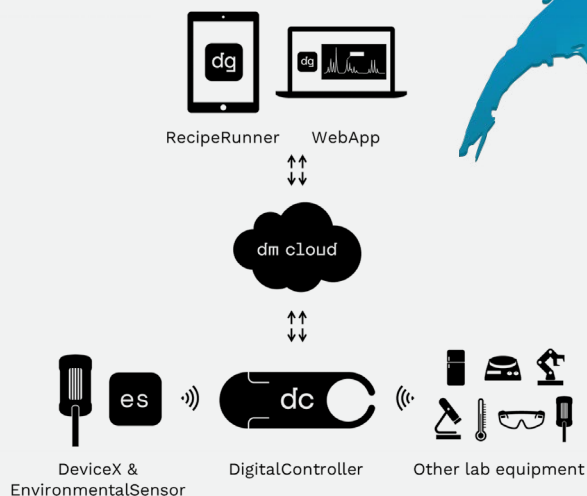 dg
dg
RecipeRunner
WebApp
dm cloud
es
dc
DeviceX &
EnvironmentalSensor
DigitalController
Other lab equipment